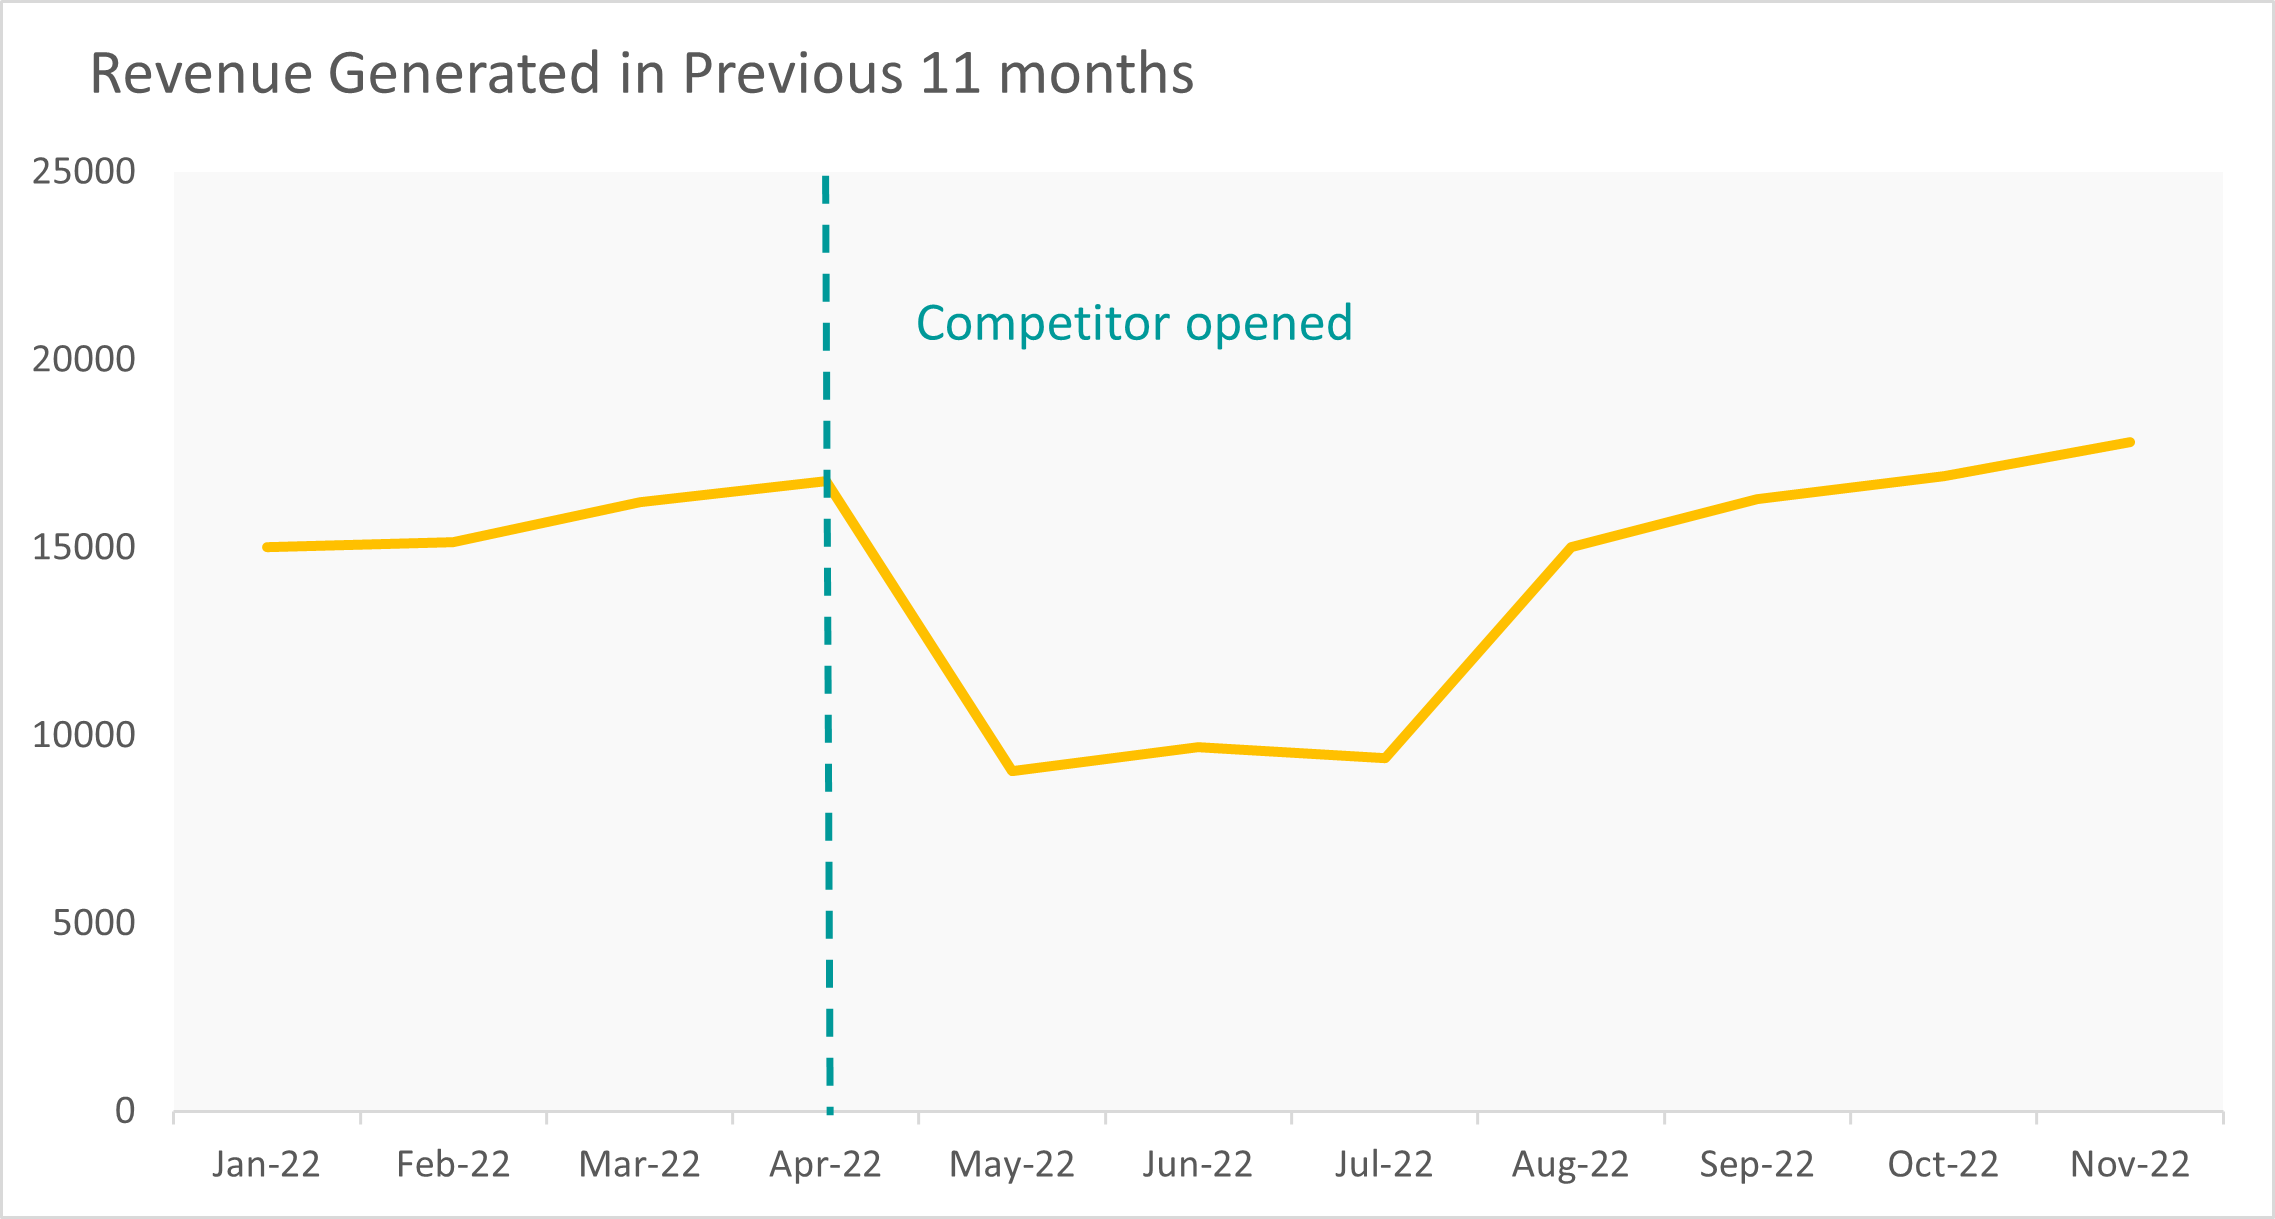 Revenue Generated in Previous 11 months
25000
Competitor opened
20000
15000
10000
5000
0
Jan-22 Feb-22 Mar-22 Apr-22 May-22 Jun-22 Jul-22 Aug-22 Sep-22 Oct-22 Nov-22